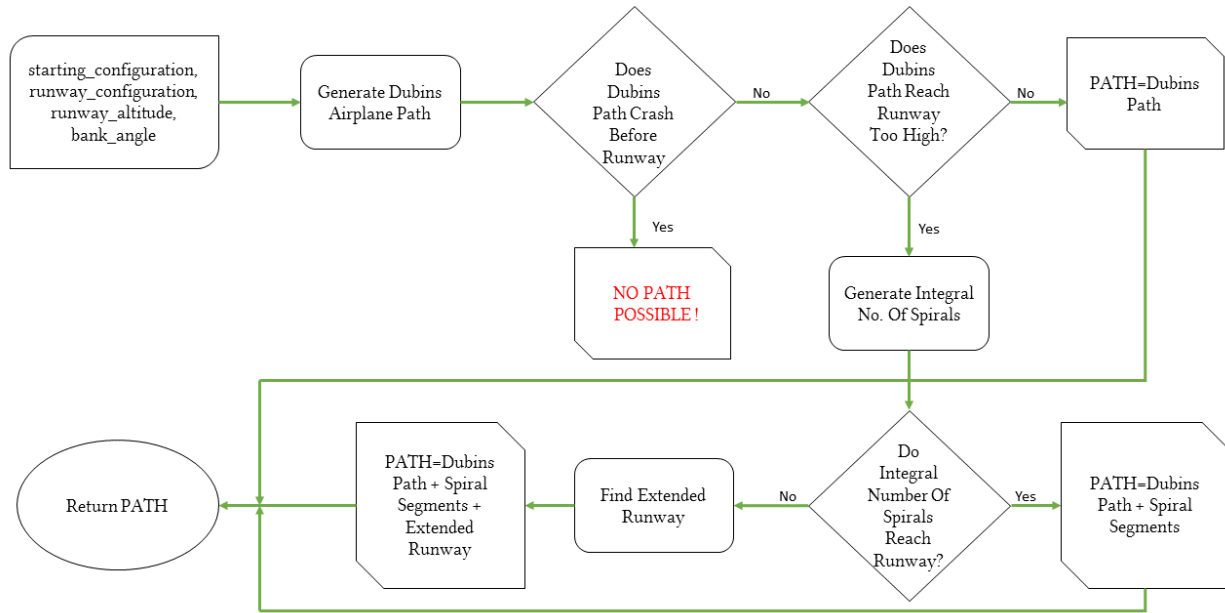 starting_configuration,
runway_configuration,
runway_altitude,
bank_angle
Generate Dubins
Airplane Path
Does
Dubins
Path Crash
Before
Runway
No
Does
Dubins
Path Reach
Runway
Too High?
No
PATH=Dubins
Path
Yes
Yes
NO PATH
POSSIBLE !
Generate Integral
No. Of Spirals
Return PATH
PATH=Dubins
Path + Spiral
Segments +
Extended
Runway
Find Extended
Runway
No
Do
Integral
Number Of
Spirals
Reach
Runway?
Yes
PATH=Dubins
Path + Spiral
Segments